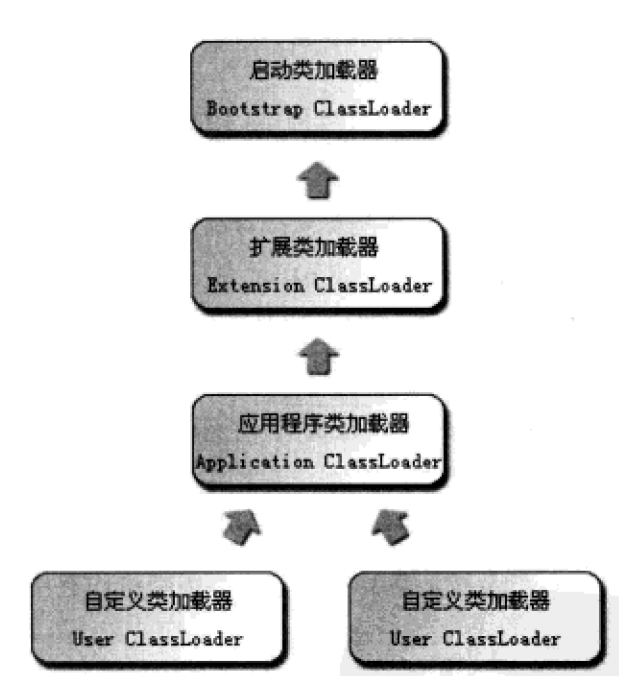 启动类加载器
Bootstrap ClassLoader
扩展类加载器
Extension ClassLoader
应用程序类加载器
Application ClassLoader
自定义类加载器
User ClassLoader
自定义类加载器
User ClassLoader